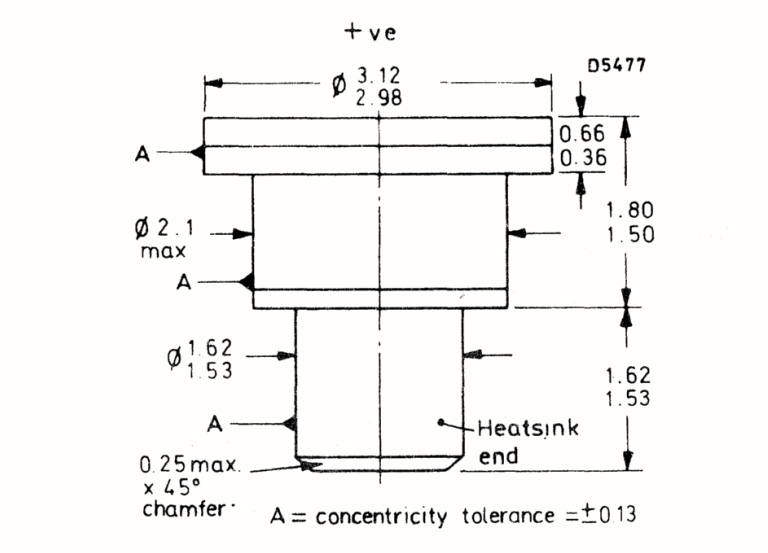 +ve
D5477
Ø 3.12
2.98
0.66
0.36
A
1.80
1.50
Ø 2.1
max
A
Ø 1.62
1.53
1.62
1.53
A
Heatsink
end
0.25 max.
x 45°
chamfer
A = concentricity tolerance = ±0.13